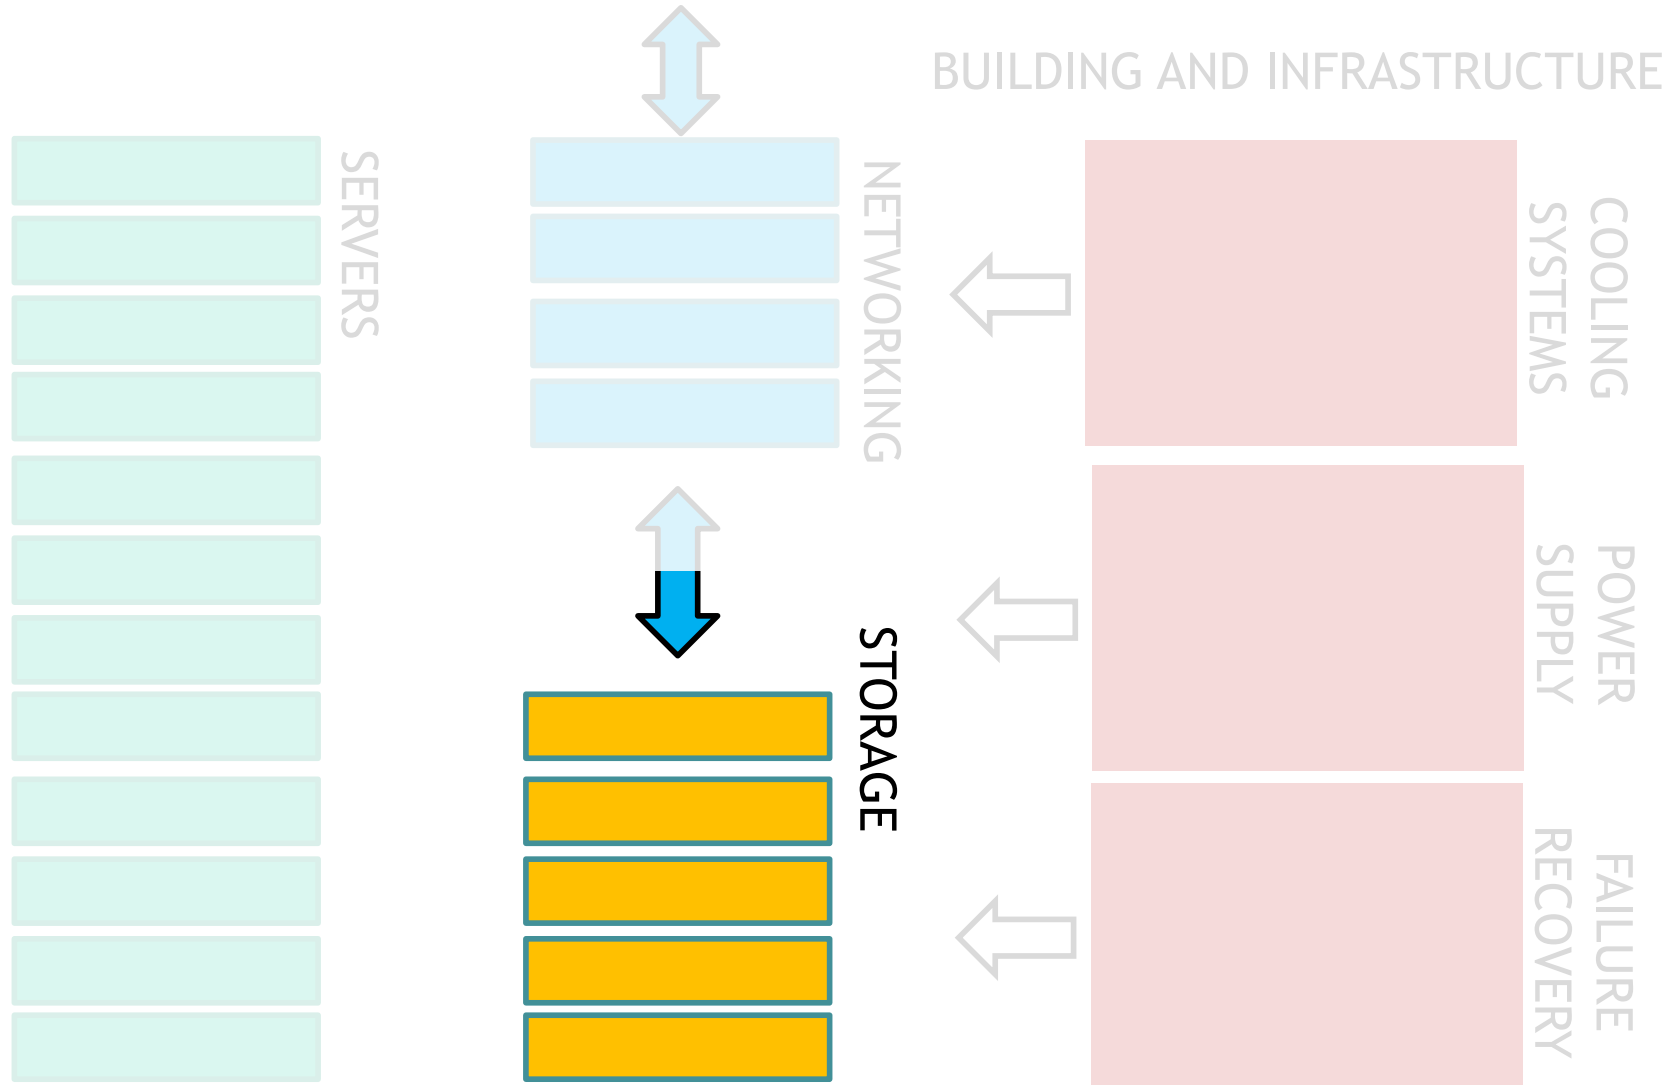 BUILDING AND INFRASTRUCTURE
SERVERS
NETWORKING
COOLING
SYSTEMS
STORAGE
POWER
SUPPLY
FAILURE
RECOVERY